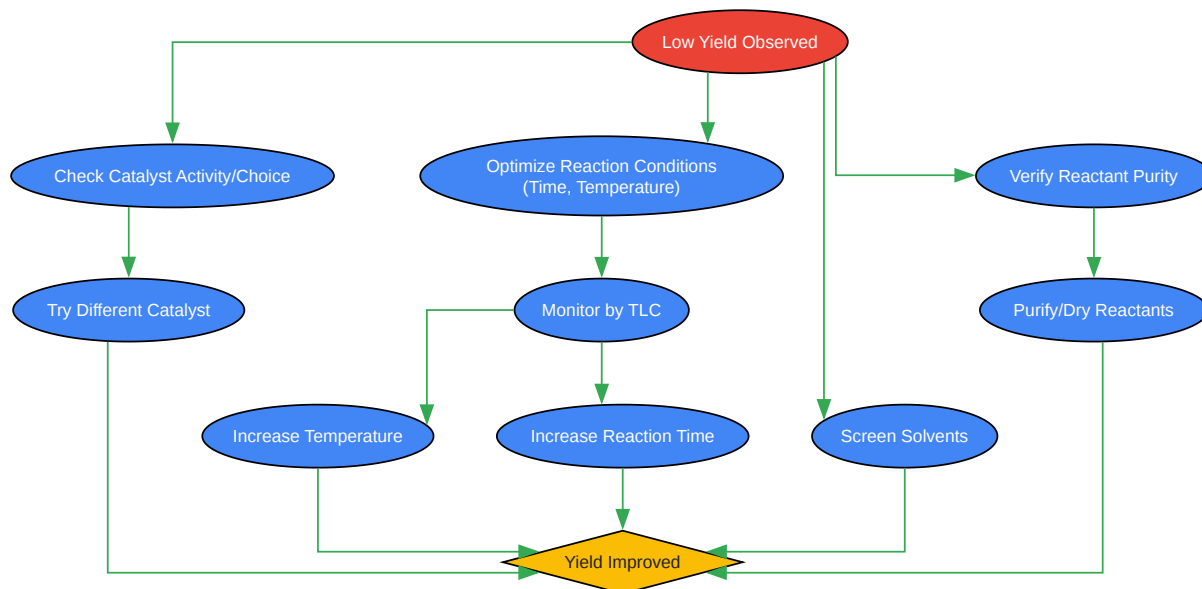 Low Yield Observed
Check Catalyst Activity/Choice
Optimize Reaction Conditions
(Time, Temperature)
Verify Reactant Purity
Try Different Catalyst
Monitor by TLC
Purify/Dry Reactants
Increase Temperature
Increase Reaction Time
Screen Solvents
Yield Improved